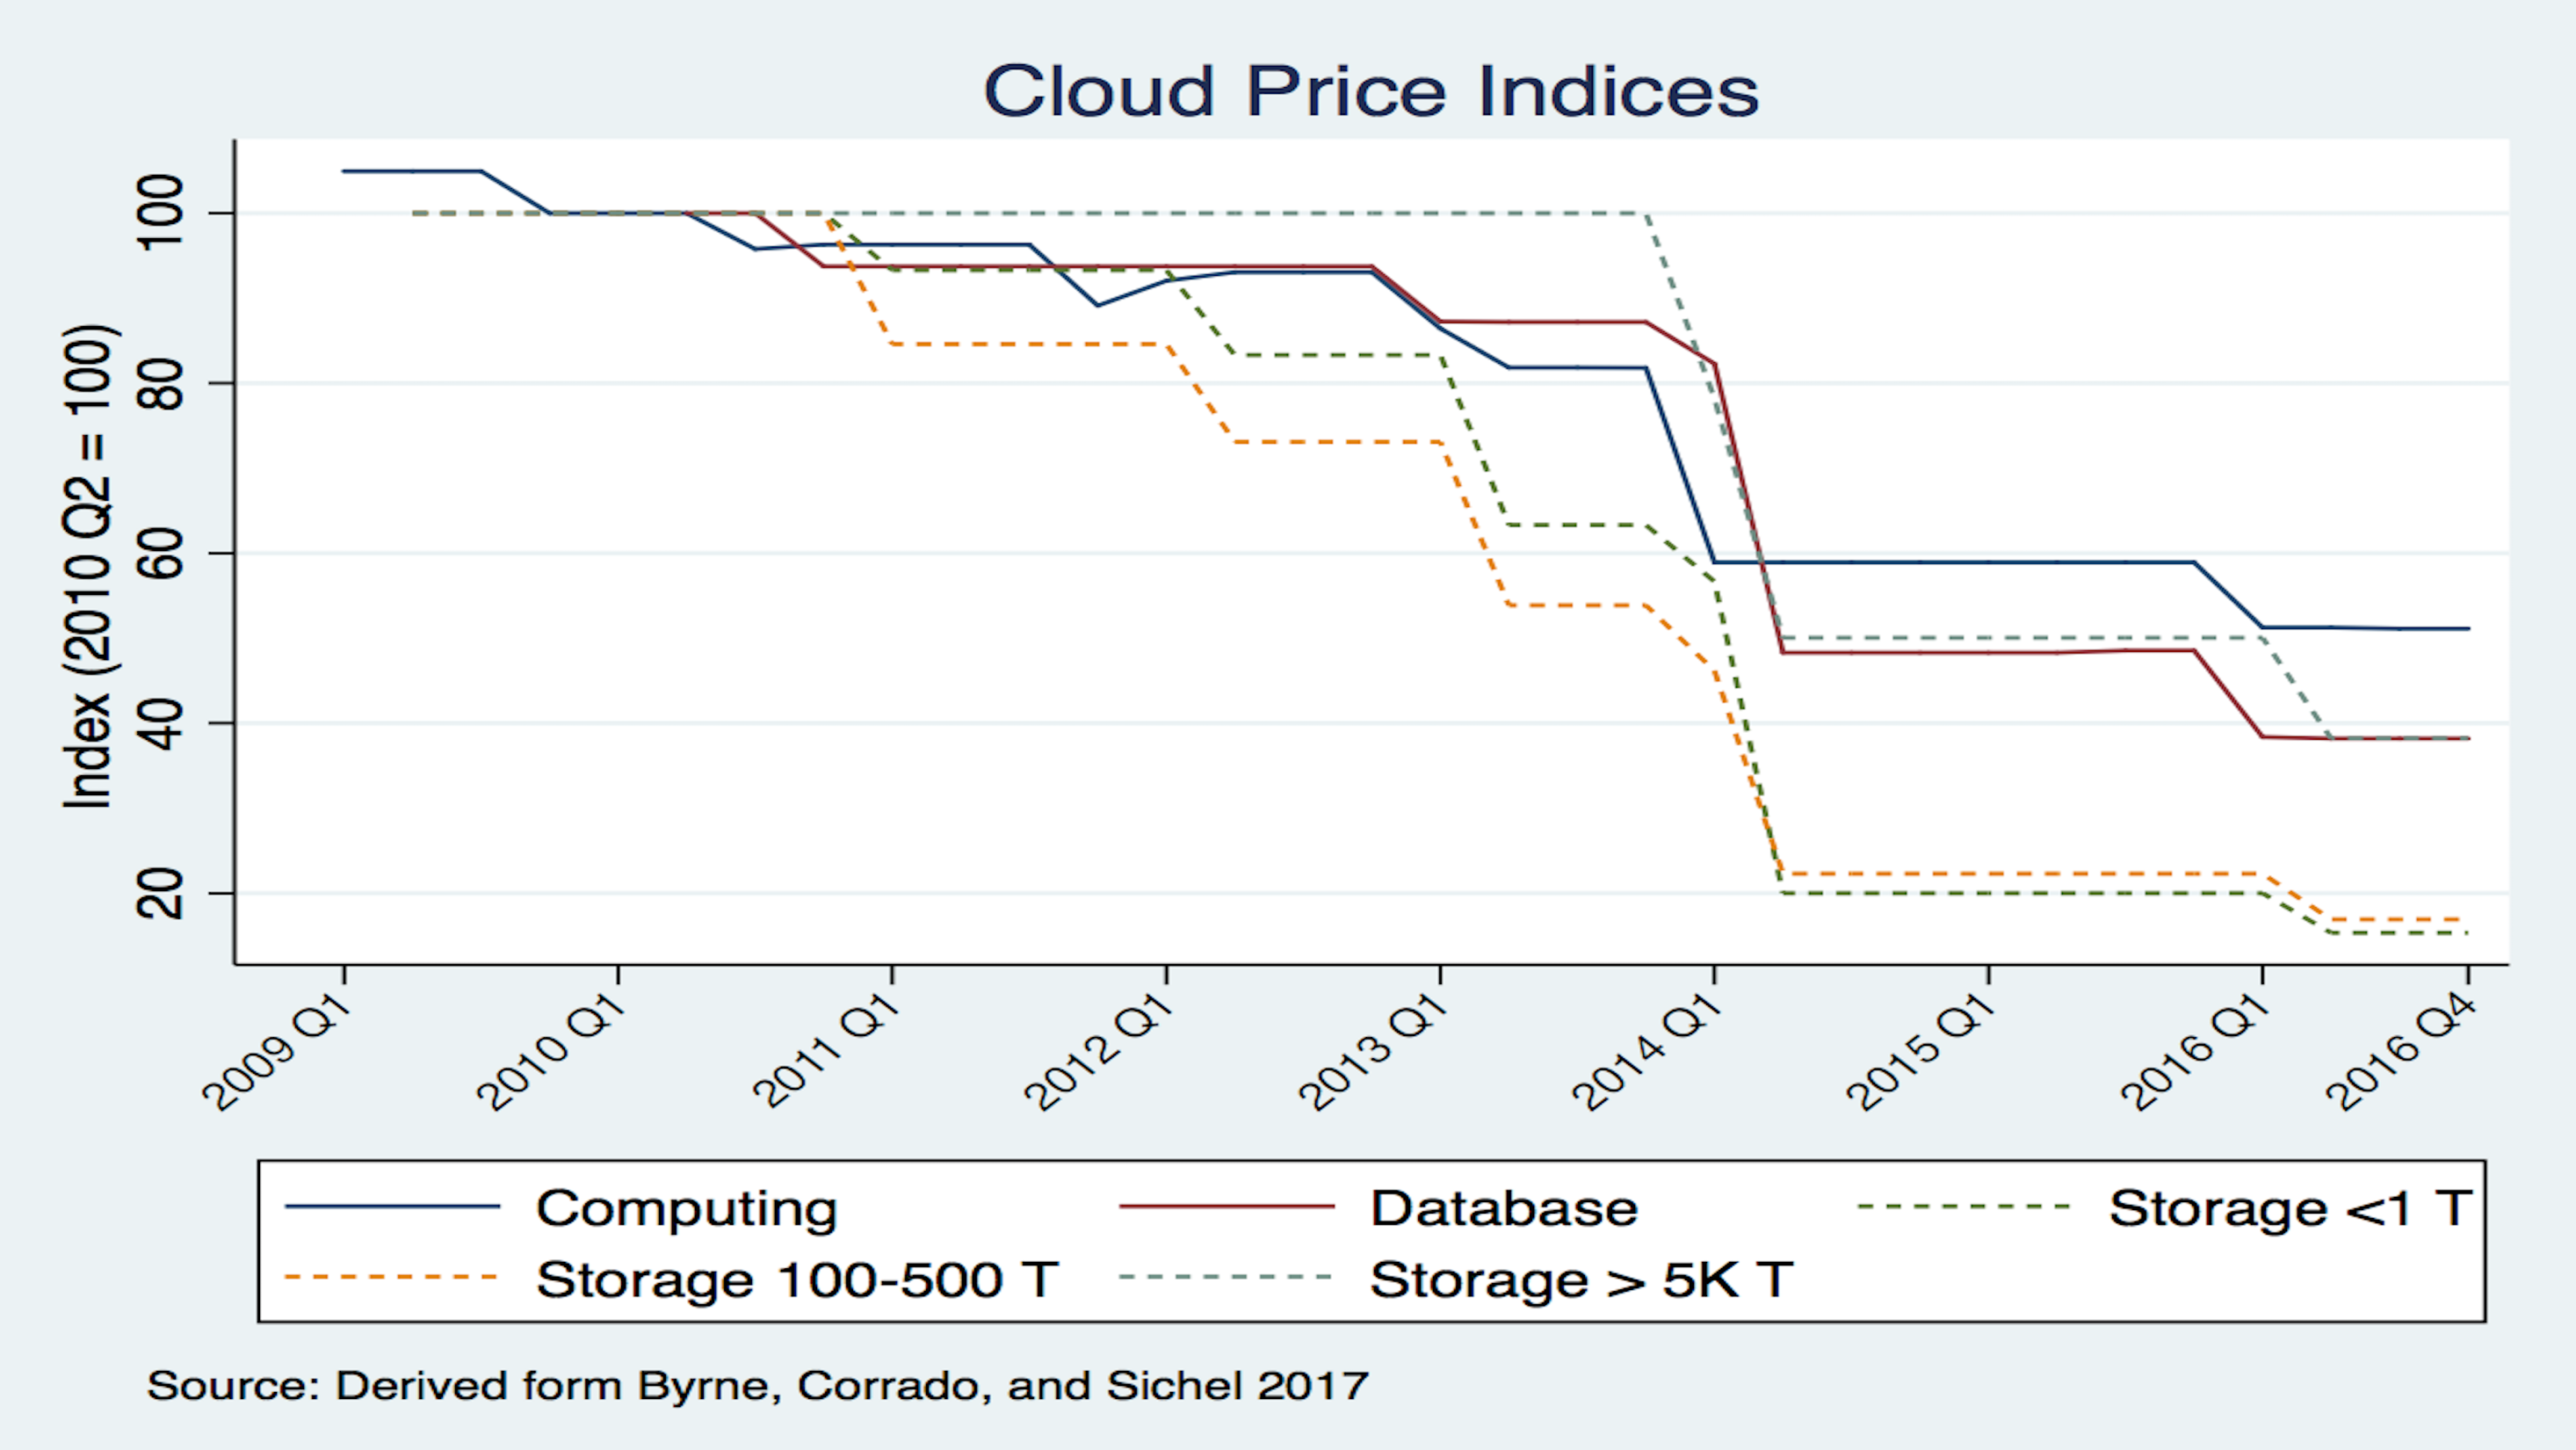 Cloud Price Indices
Index (2010 Q2 = 100)
100
80
60
40
20
2009 Q1
2010 Q1
2011 Q1
2012 Q1
2013 Q1
2014 Q1
2015 Q1
2016 Q1
2016 Q4
Computing
Database
Storage <1 T
Storage 100-500 T
Storage > 5K T
Source: Derived form Byrne, Corrado, and Sichel 2017